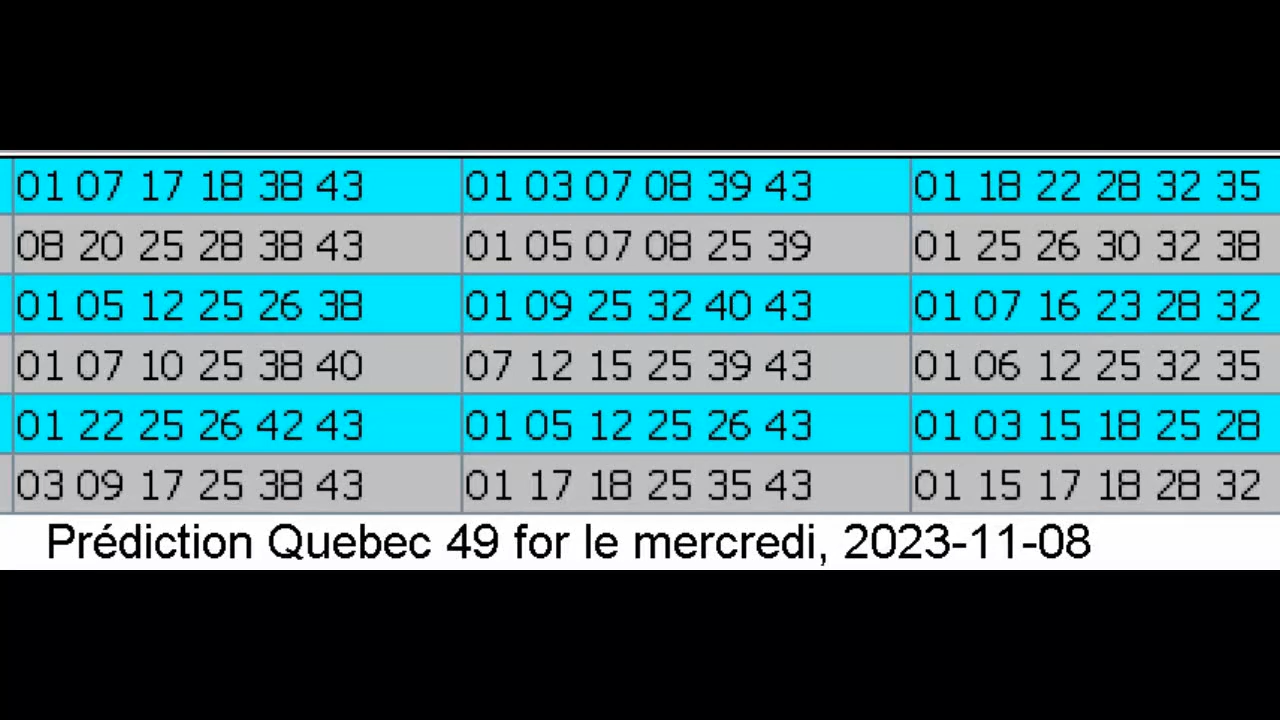 01 07 17 18 38 43 01 03 07 08 39 43 01 18 22 28 32 35
08 20 25 28 38 43 01 05 07 08 25 39 01 25 26 30 32 38
01 05 12 25 26 38 01 09 25 32 40 43 01 07 16 23 28 32
01 07 10 25 38 40 07 12 15 25 39 43 01 06 12 25 32 35
01 22 25 26 42 43 01 05 12 25 26 43 01 03 15 18 25 28
03 09 17 25 38 43 01 17 18 25 35 43 01 15 17 18 28 32
Prédiction Quebec 49 for le mercredi, 2023-11-08